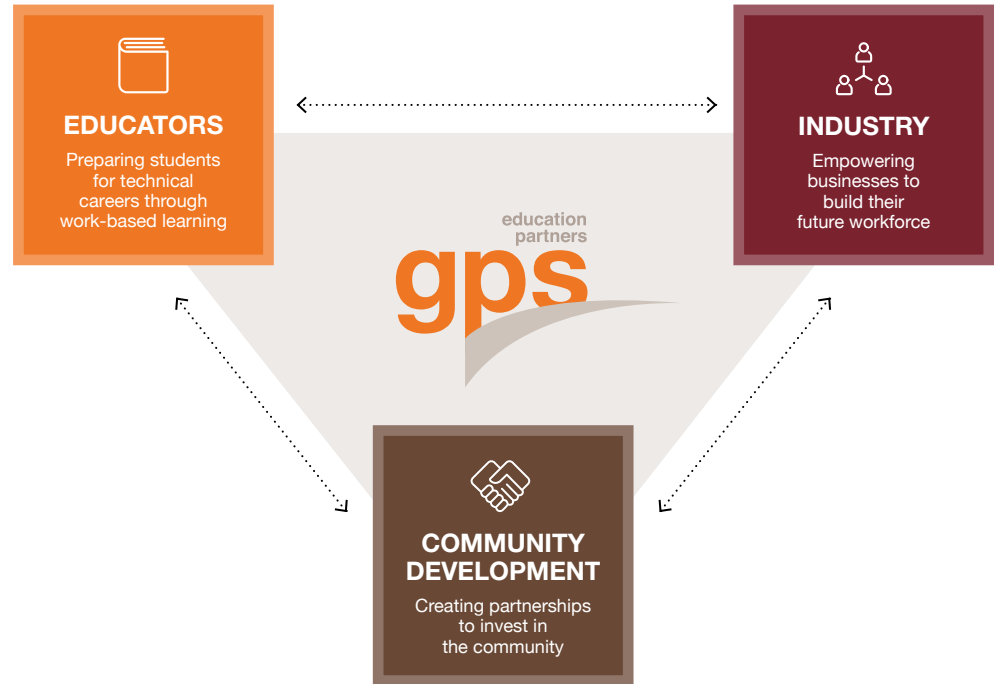 EDUCATORS
Preparing students
for technical
careers through
work-based learning
INDUSTRY
Empowering
businesses to
build their
future workforce
education
partners
gps
COMMUNITY
DEVELOPMENT
Creating partnerships
to invest in
the community